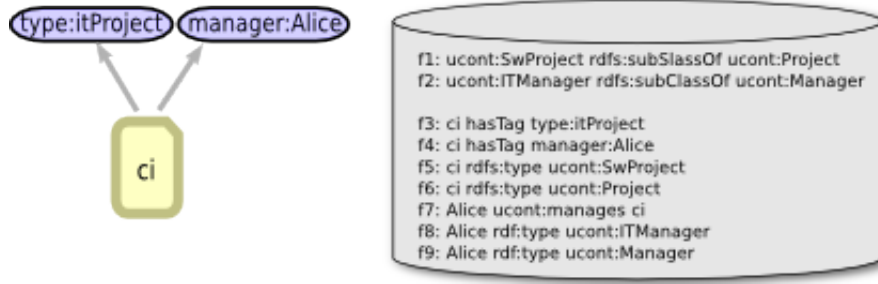 type:itProject
manager:Alice
ci
f1: ucont:SwProject rdfs:subSlassOf ucont:Project
f2: ucont:ITManager rdfs:subClassOf ucont:Manager
f3: ci hasTag type:itProject
f4: ci hasTag manager:Alice
f5: ci rdfs:type ucont:SwProject
f6: ci rdfs:type ucont:Project
f7: Alice ucont:manages ci
f8: Alice rdf:type ucont:ITManager
f9: Alice rdf:type ucont:Manager